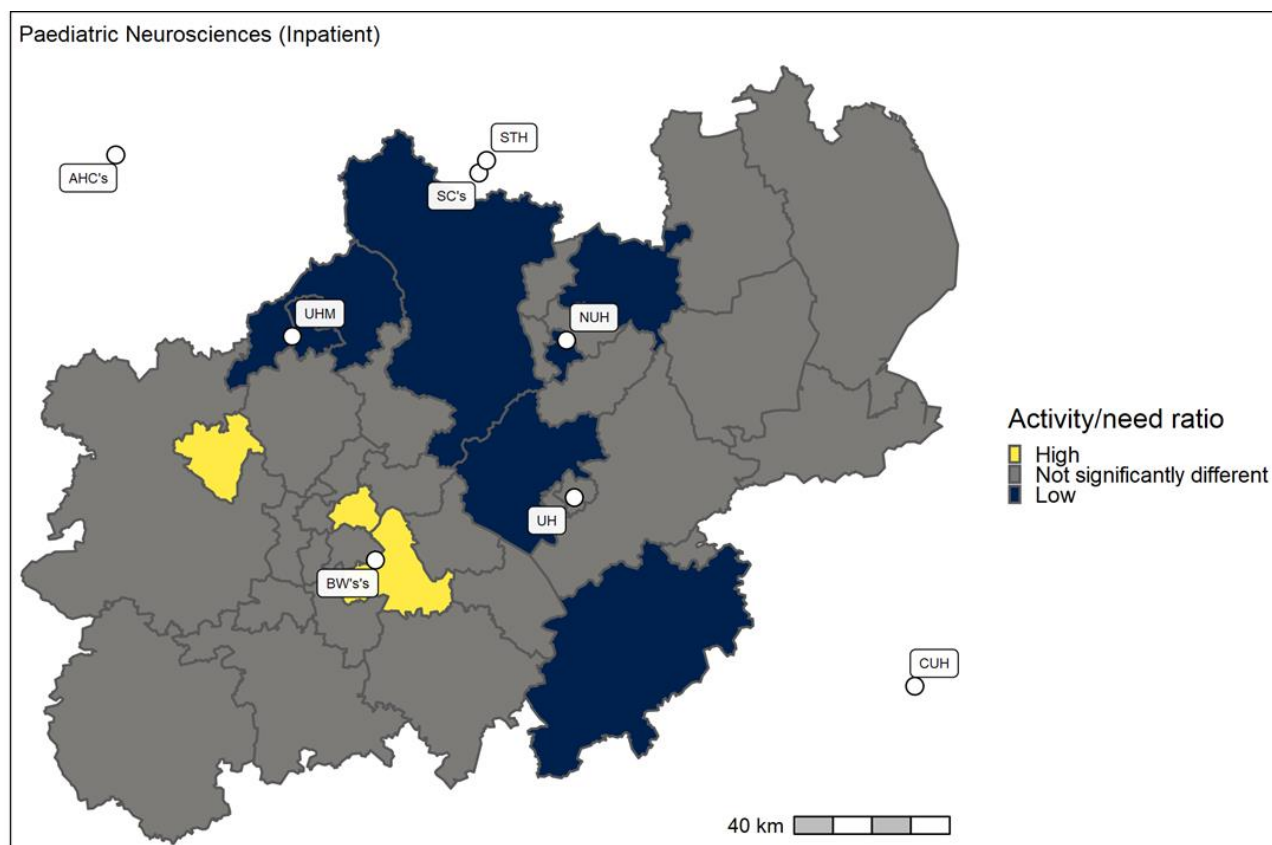 Paediatric Neurosciences (Inpatient)
STH
AHC's
SC's
UHM
NUH
Activity/need ratio
High
Not significantly different
Low
UH
BW's's
CUH
40 km